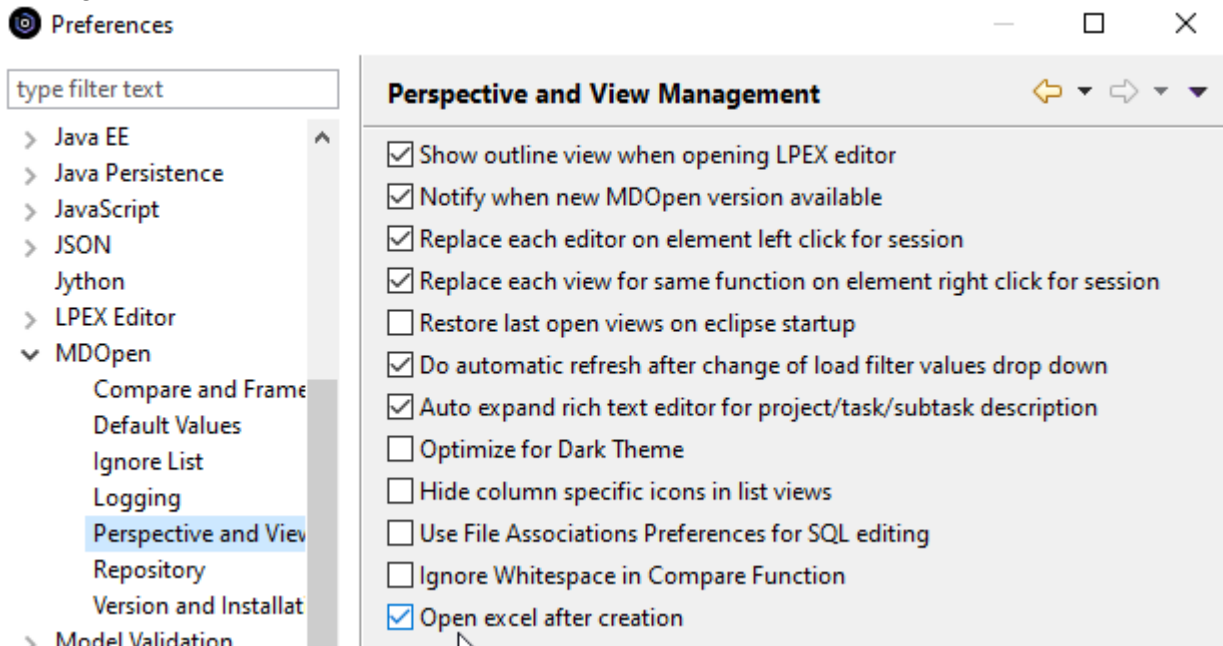 Preferences
type filter text
Java EE
Java Persistence
JavaScript
JSON
Jython
LPEX Editor
MDOpen
Compare and Frame
Default Values
Ignore List
Logging
Perspective and View
Repository
Version and Installat
Model Validation
Perspective and View Management
Show outline view when opening LPEX editor
Notify when new MDOpen version available
Replace each editor on element left click for session
Replace each view for same function on element right click for session
Restore last open views on eclipse startup
Do automatic refresh after change of load filter values drop down
Auto expand rich text editor for project/task/subtask description
Optimize for Dark Theme
Hide column specific icons in list views
Use File Associations Preferences for SQL editing
Ignore Whitespace in Compare Function
Open excel after creation